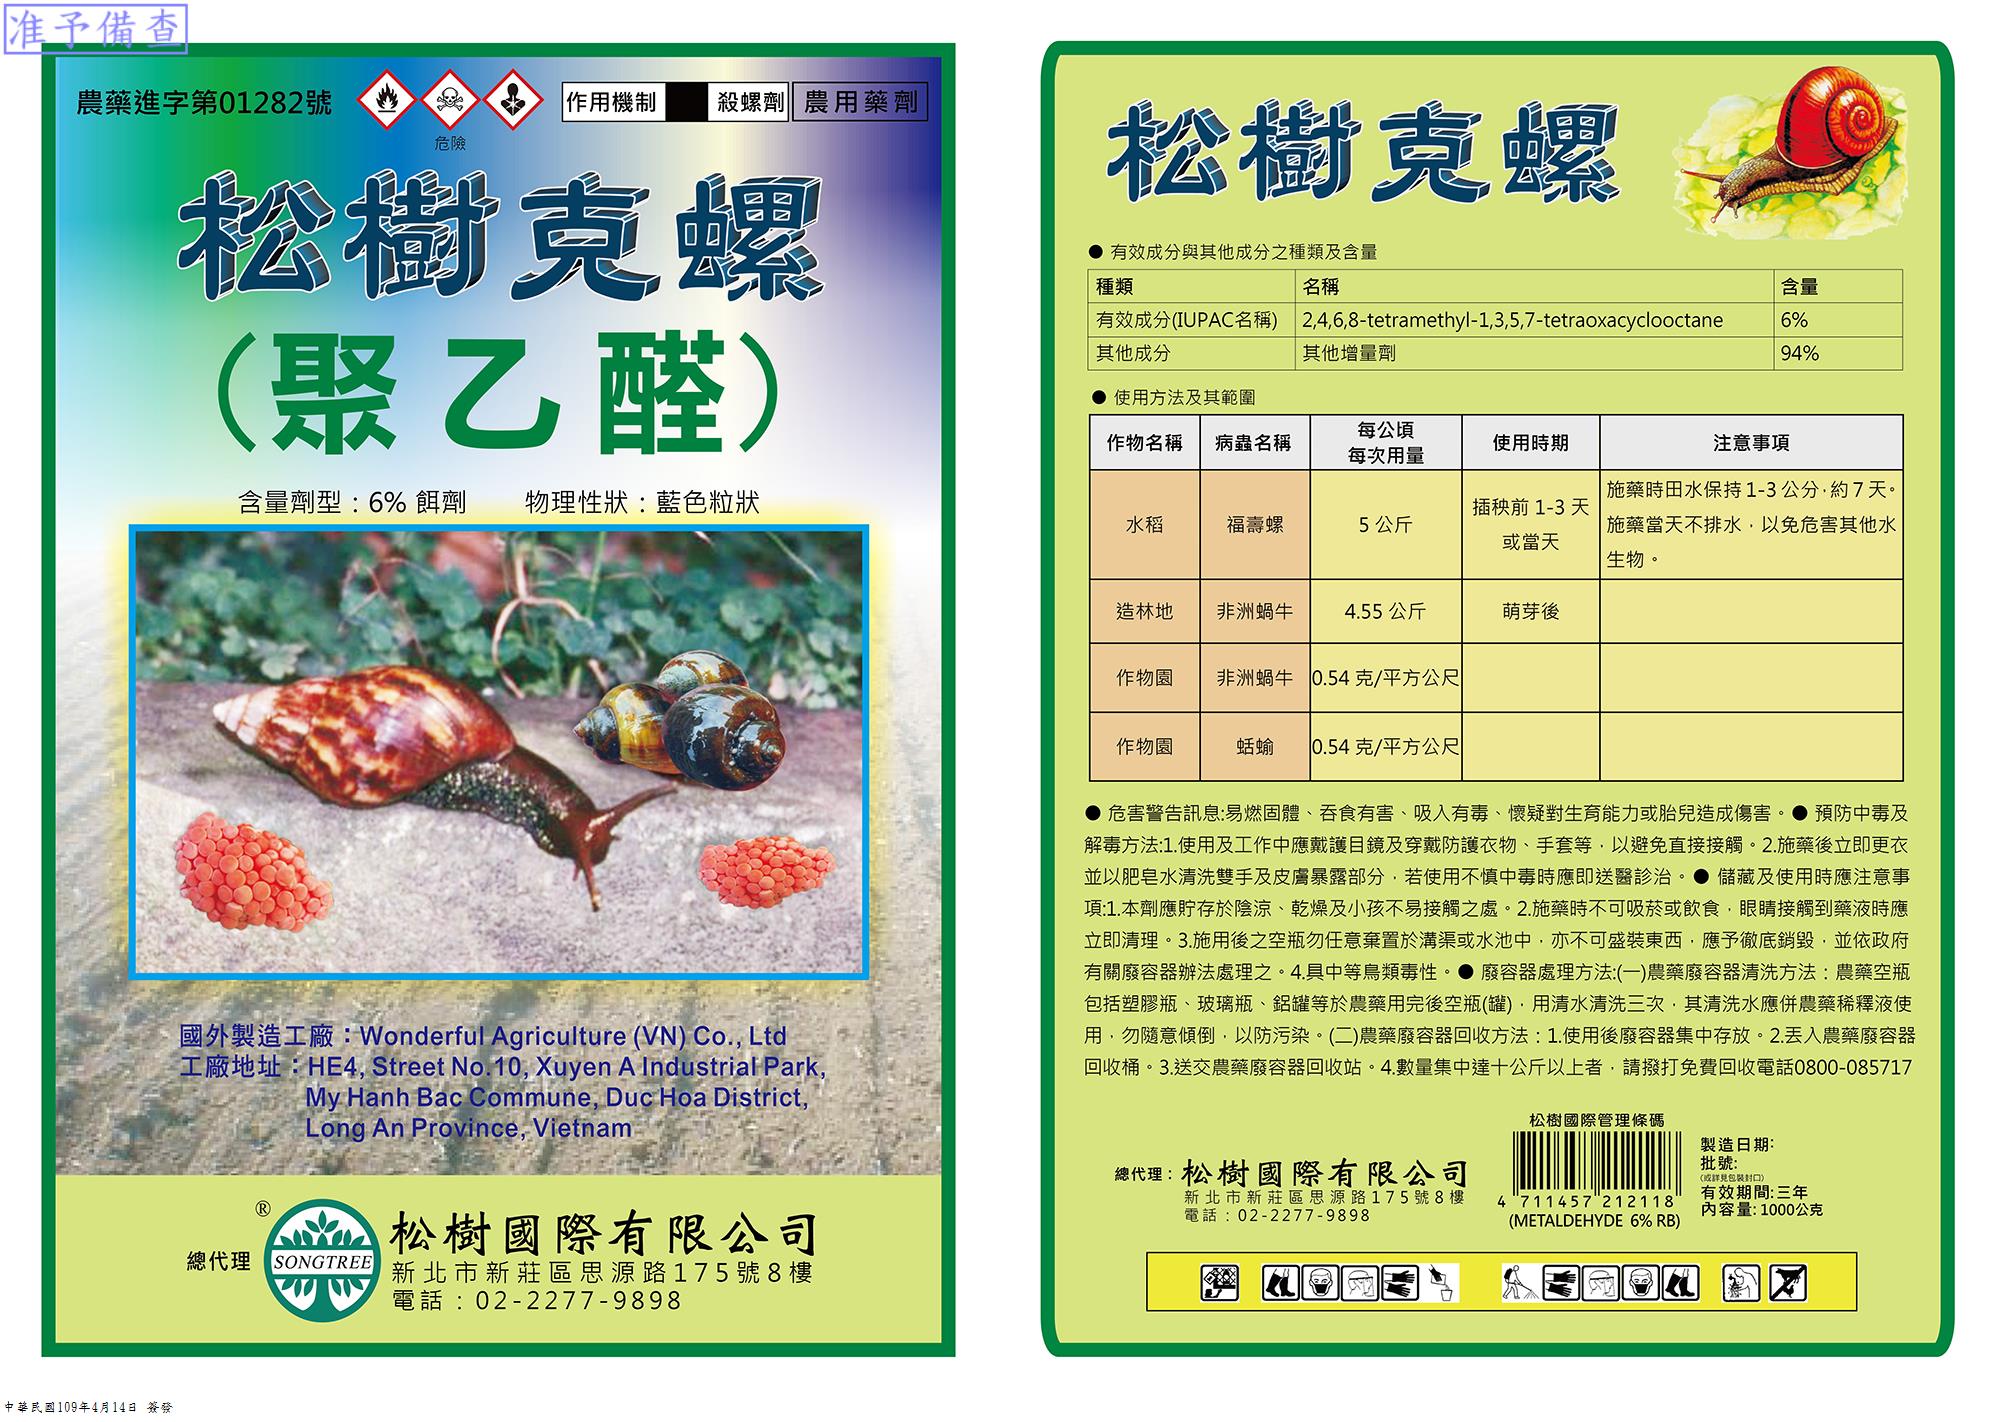 准予備查
農藥進字第01282號
危險
作用機制 殺螺劑 農用藥劑
松樹克螺
（聚乙醛）
含量劑型：6% 餌劑 物理性狀：藍色粒狀
國外製造工廠：Wonderful Agriculture (VN) Co., Ltd
工廠地址：HE4, Street No.10, Xuyen A Industrial Park,
My Hanh Bac Commune, Duc Hoa District,
Long An Province, Vietnam
總代理
®
SONGTREE
松樹國際有限公司
新北市新莊區思源路175號8樓
電話：02-2277-9898
松樹克螺
● 有效成分與其他成分之種類及含量
種類 名稱 含量
有效成分(IUPAC名稱) 2,4,6,8-tetramethyl-1,3,5,7-tetraoxacyclooctane 6%
其他成分 其他增量劑 94%
● 使用方法及其範圍
作物名稱 病蟲名稱 每公頃每次用量 使用時期 注意事項
水稻 福壽螺 5 公斤 插秧前 1-3 天或當天 施藥時田水保持 1-3 公分，約 7 天。
施藥當天不排水，以免危害其他水
生物。
造林地 非洲蝸牛 4.55 公斤 萌芽後
作物園 非洲蝸牛 0.54 克/平方公尺
作物園 蛞蝓 0.54 克/平方公尺
● 危害警告訊息:易燃固體、吞食有害、吸入有毒、懷疑對生育能力或胎兒造成傷害。● 預防中毒及
解毒方法:1.使用及工作中應戴護目鏡及穿戴防護衣物、手套等，以避免直接接觸。2.施藥後立即更衣
並以肥皂水清洗雙手及皮膚暴露部分，若使用不慎中毒時應即送醫診治。● 儲藏及使用時應注意事
項:1.本劑應貯存於陰涼、乾燥及小孩不易接觸之處。2.施藥時不可吸菸或飲食，眼睛接觸到藥液時應
立即清理。3.施用後之空瓶勿任意棄置於溝渠或水池中，亦不可盛裝東西，應予徹底銷毀，並依政府
有關廢容器辦法處理之。4.具中等鳥類毒性。● 廢容器處理方法:(一)農藥廢容器清洗方法：農藥空瓶
包括塑膠瓶、玻璃瓶、鋁罐等於農藥用完後空瓶(罐)，用清水清洗三次，其清洗水應併農藥稀釋液使
用，勿隨意傾倒，以防污染。(二)農藥廢容器回收方法：1.使用後廢容器集中存放。2.丟入農藥廢容器
回收桶。3.送交農藥廢容器回收站。4.數量集中達十公斤以上者，請撥打免費回收電話0800-085717
總代理：松樹國際有限公司
新北市新莊區思源路175號8樓
電話：02-2277-9898
松樹國際管理條碼
4 711457 212118
(METALDEHYDE 6% RB)
製造日期:
批號:
(或詳見包裝封口)
有效期間:三年
內容量:1000公克
中華民國109年4月14日 簽發